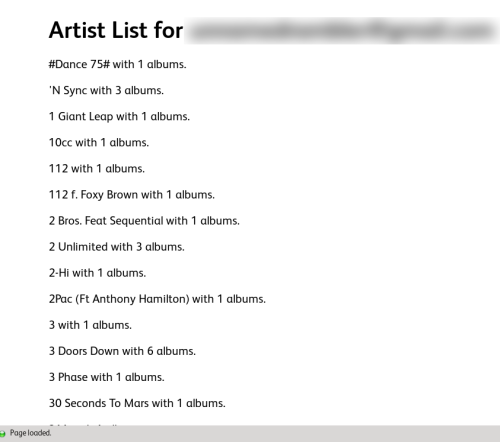 Artist List for
#Dance 75# with 1 albums.
'N Sync with 3 albums.
1 Giant Leap with 1 albums.
10cc with 1 albums.
112 with 1 albums.
112 f. Foxy Brown with 1 albums.
2 Bros. Feat Sequential with 1 albums.
2 Unlimited with 3 albums.
2-Hi with 1 albums.
2Pac (Ft Anthony Hamilton) with 1 albums.
3 with 1 albums.
3 Doors Down with 6 albums.
3 Phase with 1 albums.
30 Seconds To Mars with 1 albums.
Page loaded.